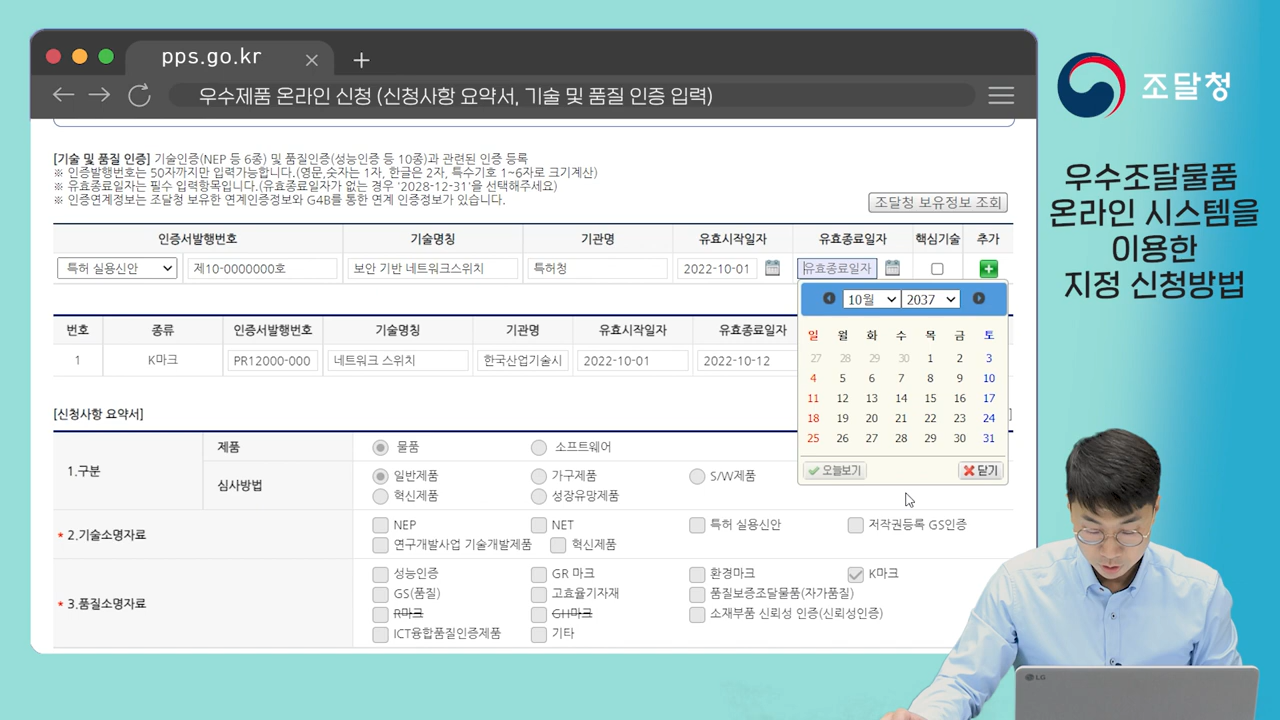 pps.go.kr
우수제품 온라인 신청 (신청사항 요약서, 기술 및 품질 인증 입력)
조달청
우수조달물품
온라인 시스템을
이용한
지정 신청방법
[기술 및 품질 인증] 기술인증(NEP 등 6종) 및 품질인증(성능인증 등 10종)과 관련된 인증 등록
※ 인증발행번호는 50자까지만 입력가능합니다.(영문,숫자는 1자, 한글은 2자, 특수기호 1~6자로 크기계산)
※ 유효종료일자는 필수 입력항목입니다.(유효종료일자가 없는 경우 '2028-12-31'을 선택해주세요)
※ 인증연계정보는 조달청 보유한 연계인증정보와 G4B를 통한 연계 인증정보가 있습니다.
조달청 보유정보 조회
인증서발행번호 기술명칭 기관명 유효시작일자 유효종료일자 핵심기술 추가
특허 실용신안 제10-0000000호 보안 기반 네트워크스위치 특허청 2022-10-01 유효종료일자
10월 2037
일 월 화 수 목 금 토
27 28 29 30 1 2 3
4 5 6 7 8 9 10
11 12 13 14 15 16 17
18 19 20 21 22 23 24
25 26 27 28 29 30 31
오늘보기 닫기
번호 종류 인증서발행번호 기술명칭 기관명 유효시작일자 유효종료일자
1 K마크 PR12000-000 네트워크 스위치 한국산업기술시 2022-10-01 2022-10-12
[신청사항 요약서]
1.구분 제품 물품 소프트웨어
심사방법 일반제품 가구제품 S/W제품
혁신제품 성장유망제품
* 2.기술소명자료 NEP NET 특허 실용신안 저작권등록 GS인증
연구개발사업 기술개발제품 혁신제품
* 3.품질소명자료 성능인증 GR 마크 환경마크 K마크
GS(품질) 고효율기자재 품질보증조달물품(자가품질)
R마크 GH마크 소재부품 신뢰성 인증(신뢰성인증)
ICT융합품질인증제품 기타
LG